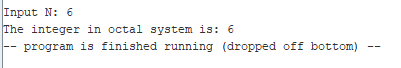 Input N: 6
The integer in octal system is: 6
-- program is finished running (dropped off bottom) --